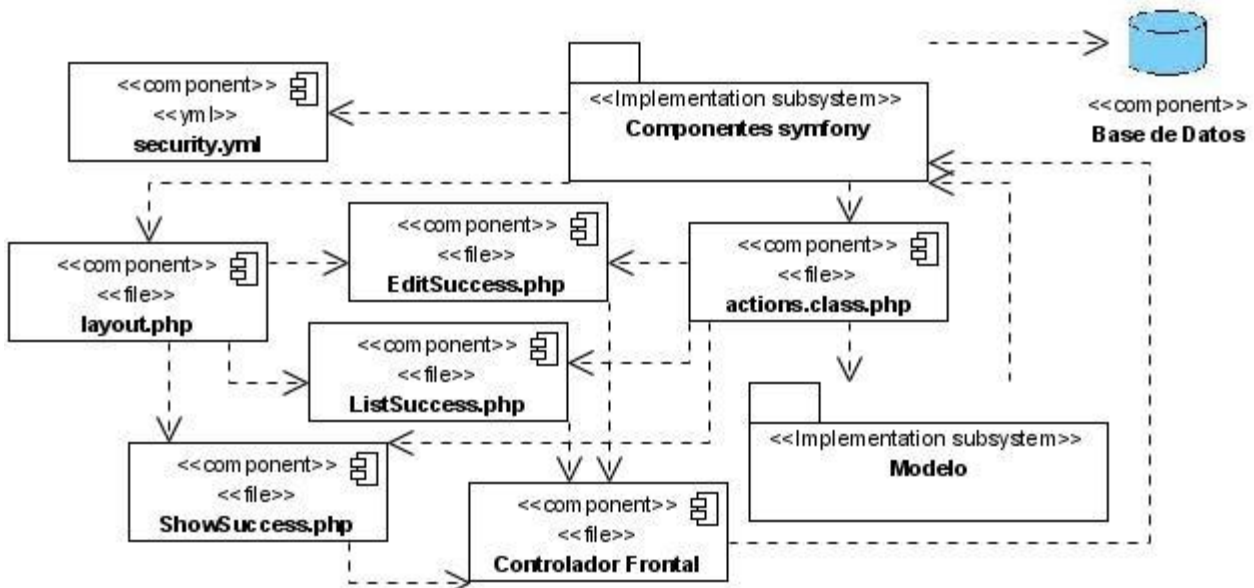 <<component>>
<<yml>>
security.yml
<<Implementation subsystem>>
Componentes symfony
<<component>>
Base de Datos
<<component>>
<<file>>
layout.php
<<component>>
<<file>>
EditSuccess.php
<<component>>
<<file>>
actions.class.php
<<component>>
<<file>>
ListSuccess.php
<<Implementation subsystem>>
Modelo
<<component>>
<<file>>
ShowSuccess.php
<<component>>
<<file>>
Controlador Frontal